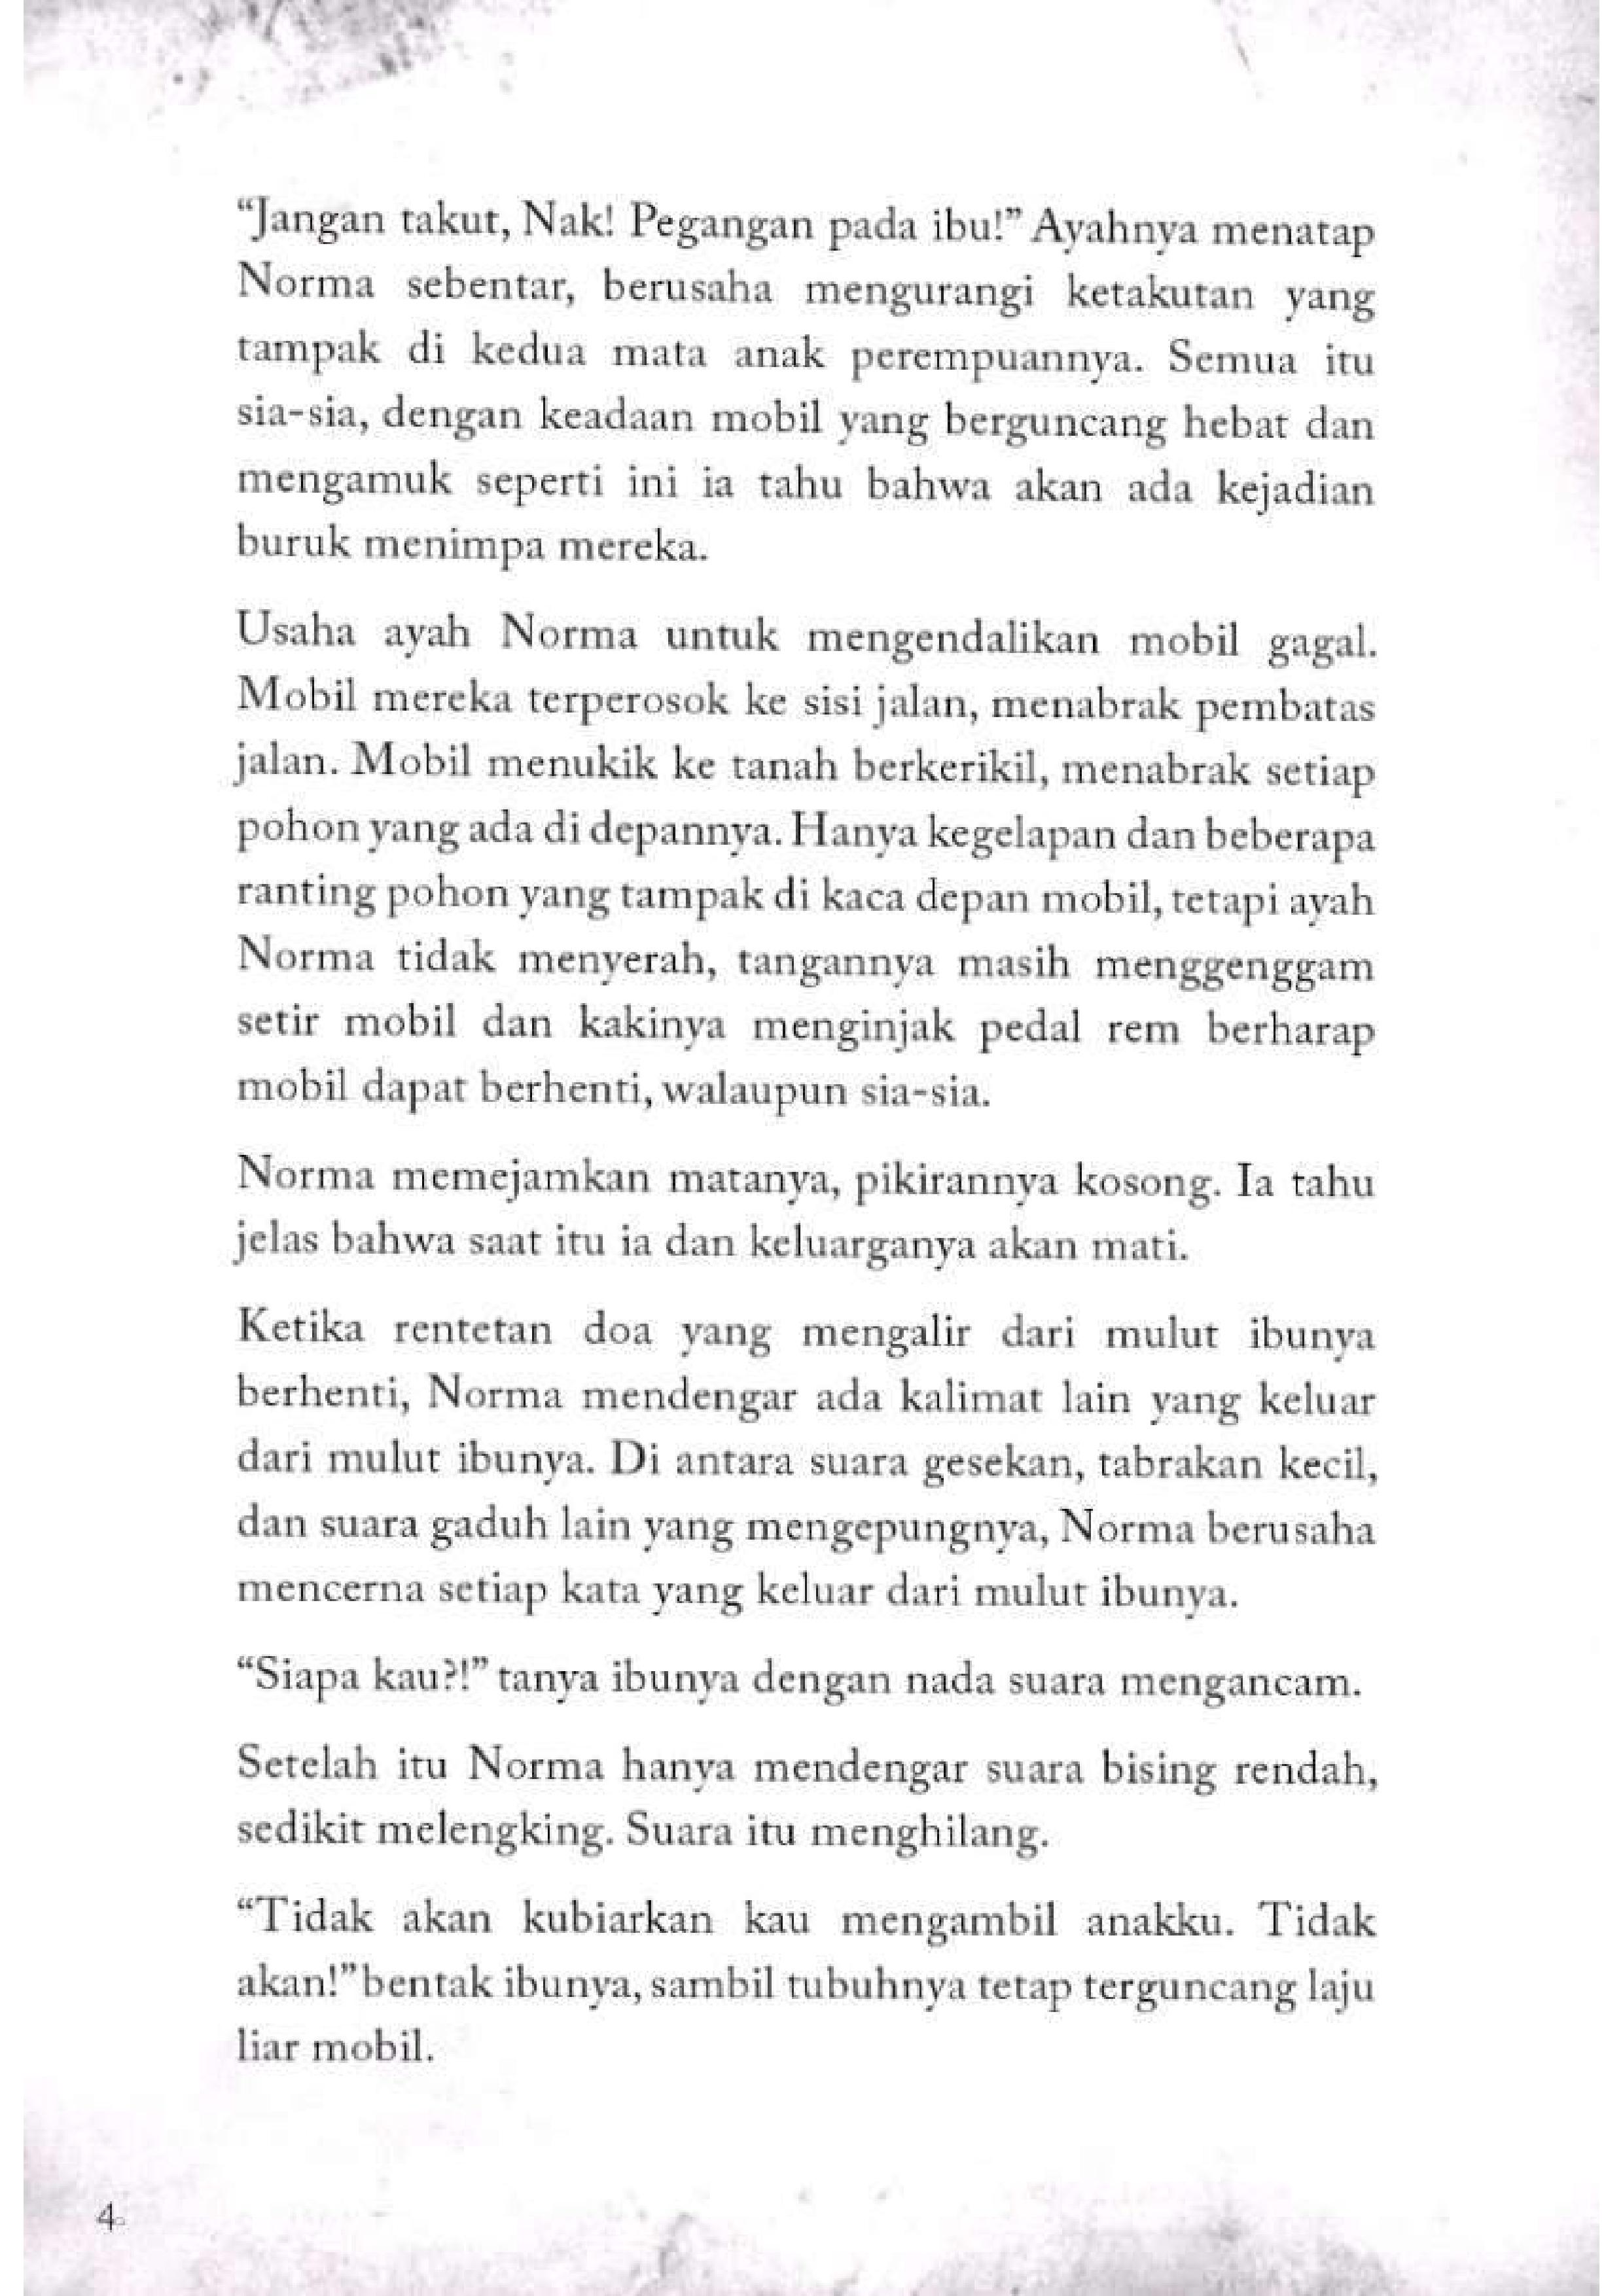 “Jangan takut, Nak! Pegangan pada ibu!” Ayahnya menatap
Norma sebentar, berusaha mengurangi ketakutan yang
tampak di kedua mata anak perempuannya. Semua itu
sia-sia, dengan keadaan mobil yang berguncang hebat dan
mengamuk seperti ini ia tahu bahwa akan ada kejadian
buruk menimpa mereka.
Usaha ayah Norma untuk mengendalikan mobil gagal.
Mobil mereka terperosok ke sisi jalan, menabrak pembatas
jalan. Mobil menukik ke tanah berkerikil, menabrak setiap
pohon yang ada di depannya. Hanya kegelapan dan beberapa
ranting pohon yang tampak di kaca depan mobil, tetapi ayah
Norma tidak menyerah, tangannya masih menggenggam
setir mobil dan kakinya menginjak pedal rem berharap
mobil dapat berhenti, walaupun sia-sia.
Norma memejamkan matanya, pikirannya kosong. Ia tahu
jelas bahwa saat itu ia dan keluarganya akan mati.
Ketika rentetan doa yang mengalir dari mulut ibunya
berhenti, Norma mendengar ada kalimat lain yang keluar
dari mulut ibunya. Di antara suara gesekan, tabrakan kecil,
dan suara gaduh lain yang mengepungnya, Norma berusaha
mencerna setiap kata yang keluar dari mulut ibunya.
“Siapa kau?!” tanya ibunya dengan nada suara mengancam.
Setelah itu Norma hanya mendengar suara bising rendah,
sedikit melengking. Suara itu menghilang.
“Tidak akan kubiarkan kau mengambil anakku. Tidak
akan!” bentak ibunya, sambil tubuhnya tetap terguncang laju
liar mobil.
4